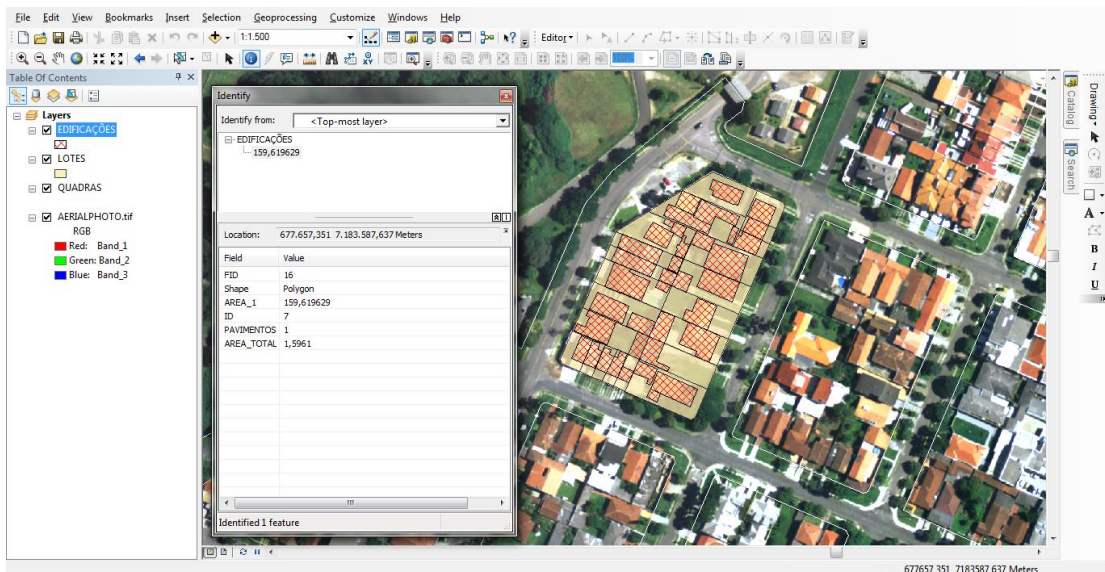 File Edit View Bookmarks Insert Selection Geoprocessing Customize Windows Help
1:1.500
Editor
100%
Table Of Contents
Layers
EDIFICAÇÕES
LOTES
QUADRAS
AERIALPHOTO.tif
RGB
Red: Band_1
Green: Band_2
Blue: Band_3
Identify
Identify from: <Top-most layer>
EDIFICAÇÕES
159,619629
Location: 677.657,351 7.183.587,637 Meters
Field Value
FID 16
Shape Polygon
AREA_1 159,619629
ID 7
PAVIMENTOS 1
AREA_TOTAL 1,5961
Identified 1 feature
Catalog
Search
Drawing
A
B
I
U
677657,351 7183587,637 Meters